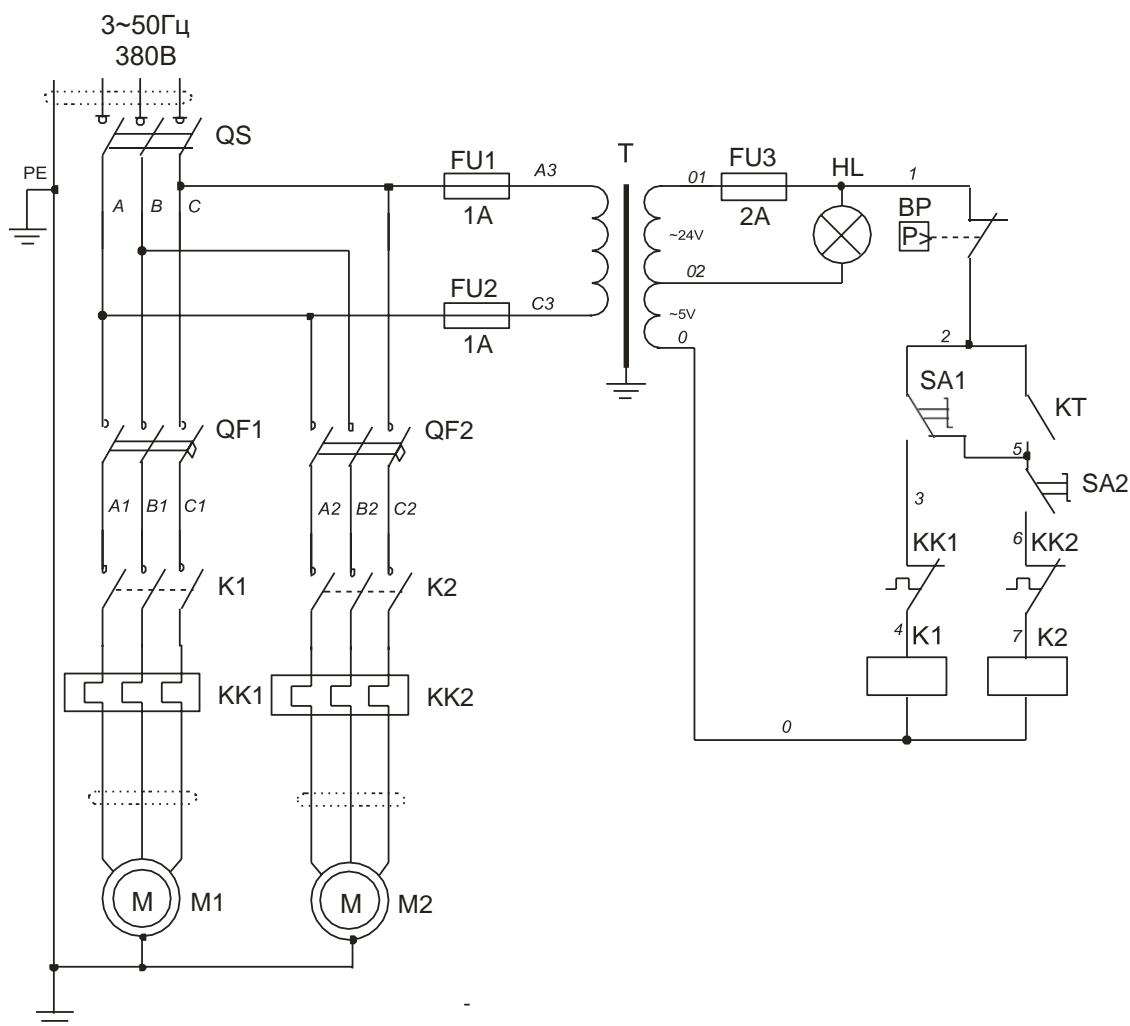 3~50Гц
380В
QS
PE
A
B
C
FU1
1A
A3
T
01
FU3
2A
HL
1
BP
P>
~24V
02
FU2
1A
C3
~5V
0
2
SA1
KT
QF1
QF2
5
SA2
A1
B1
C1
A2
B2
C2
3
KK1
6
KK2
K1
K2
4
K1
7
K2
KK1
KK2
0
M
M1
M
M2
-